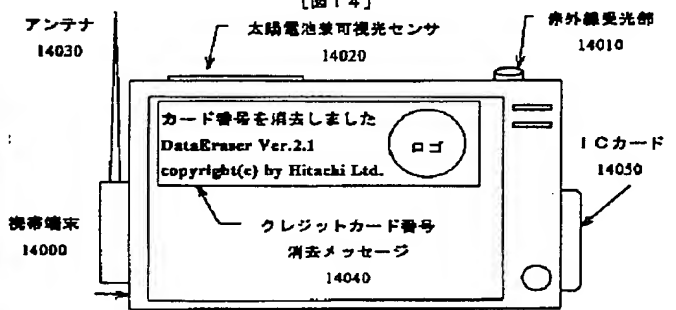 [図14]
アンテナ
14030
太陽電池兼可視光センサ
14020
赤外線受光部
14010
カード番号を消去しました
DataEraser Ver.2.1
copyright(c) by Hitachi Ltd.
ロゴ
ICカード
14050
携帯端末
14000
クレジットカード番号
消去メッセージ
14040